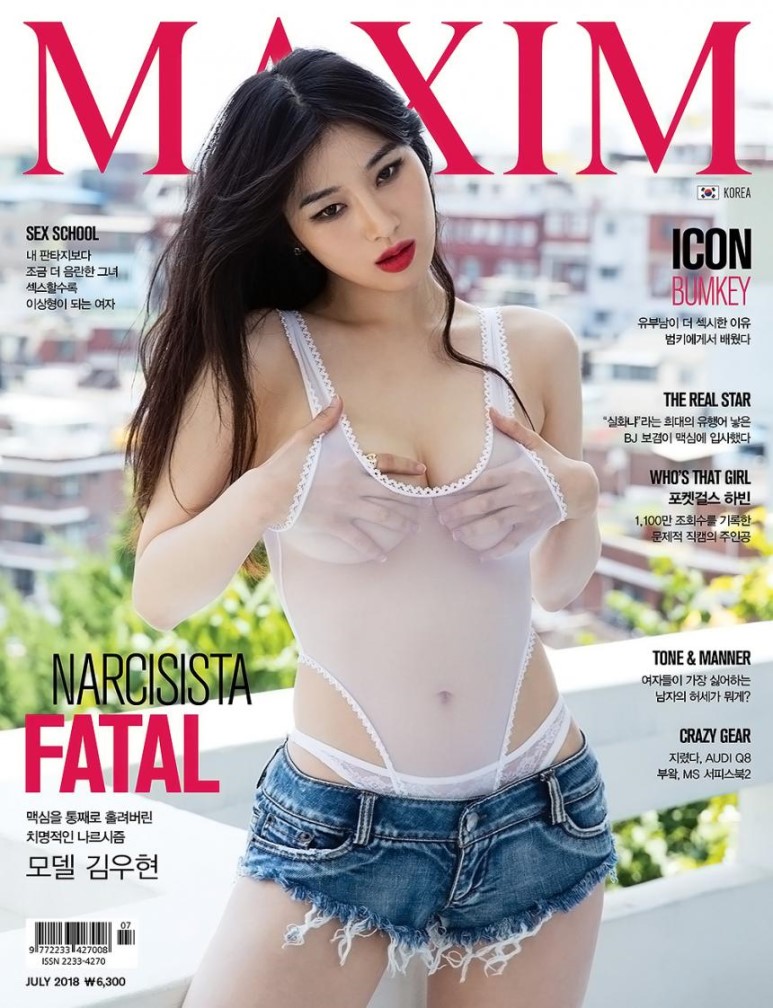 MAXIM
KOREA
SEX SCHOOL
내 판타지보다
조금 더 음란한 그녀
섹스할수록
이상형이 되는 여자
ICON
BUMKEY
유부남이 더 섹시한 이유
범키에게서 배웠다
THE REAL STAR
"실화냐"라는 희대의 유행어 낳은
BJ 보겸이 맥심에 입사했다
WHO'S THAT GIRL
포켓걸스 하빈
1,100만 조회수를 기록한
문제적 직캠의 주인공
NARCISISTA
FATAL
맥심을 통째로 홀려버린
치명적인 나르시즘
모델 김우현
TONE & MANNER
여자들이 가장 싫어하는
남자의 허세가 뭐게?
CRAZY GEAR
지렸다, AUDI Q8
부왘, MS 서피스북2
07
9 772233 427008
ISSN 2233-4270
JULY 2018 ₩6,300